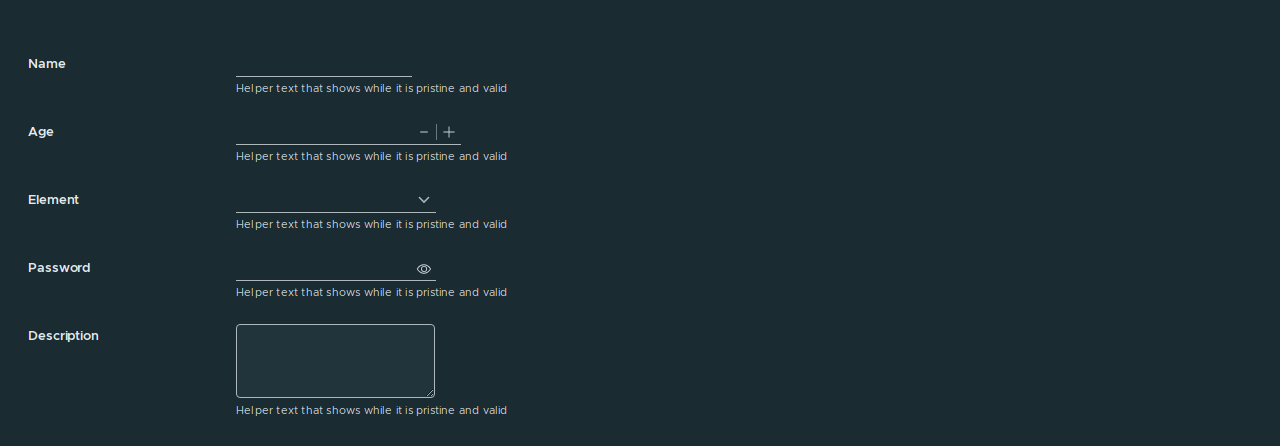 Name
Helper text that shows while it is pristine and valid
Age
Helper text that shows while it is pristine and valid
Element
Helper text that shows while it is pristine and valid
Password
Helper text that shows while it is pristine and valid
Description
Helper text that shows while it is pristine and valid